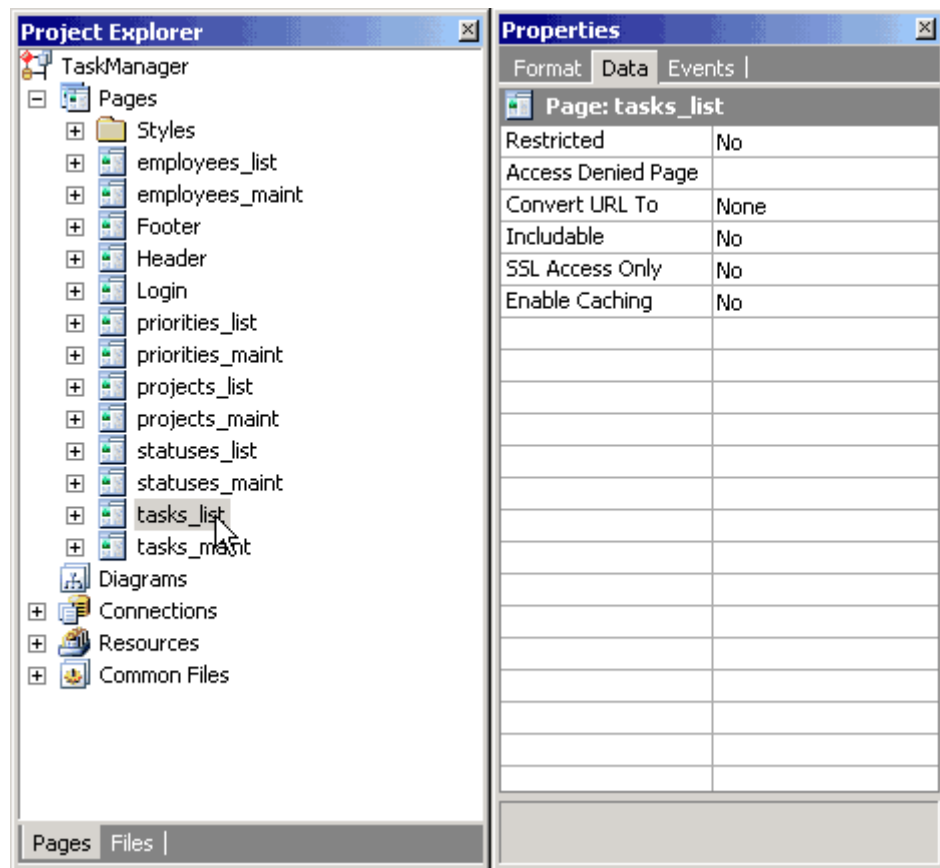 Project Explorer
TaskManager
Pages
Styles
employees_list
employees_maint
Footer
Header
Login
priorities_list
priorities_maint
projects_list
projects_maint
statuses_list
statuses_maint
tasks_list
tasks_maint
Diagrams
Connections
Resources
Common Files
Pages Files
Properties
Format Data Events
Page: tasks_list
Restricted No
Access Denied Page
Convert URL To None
Includable No
SSL Access Only No
Enable Caching No